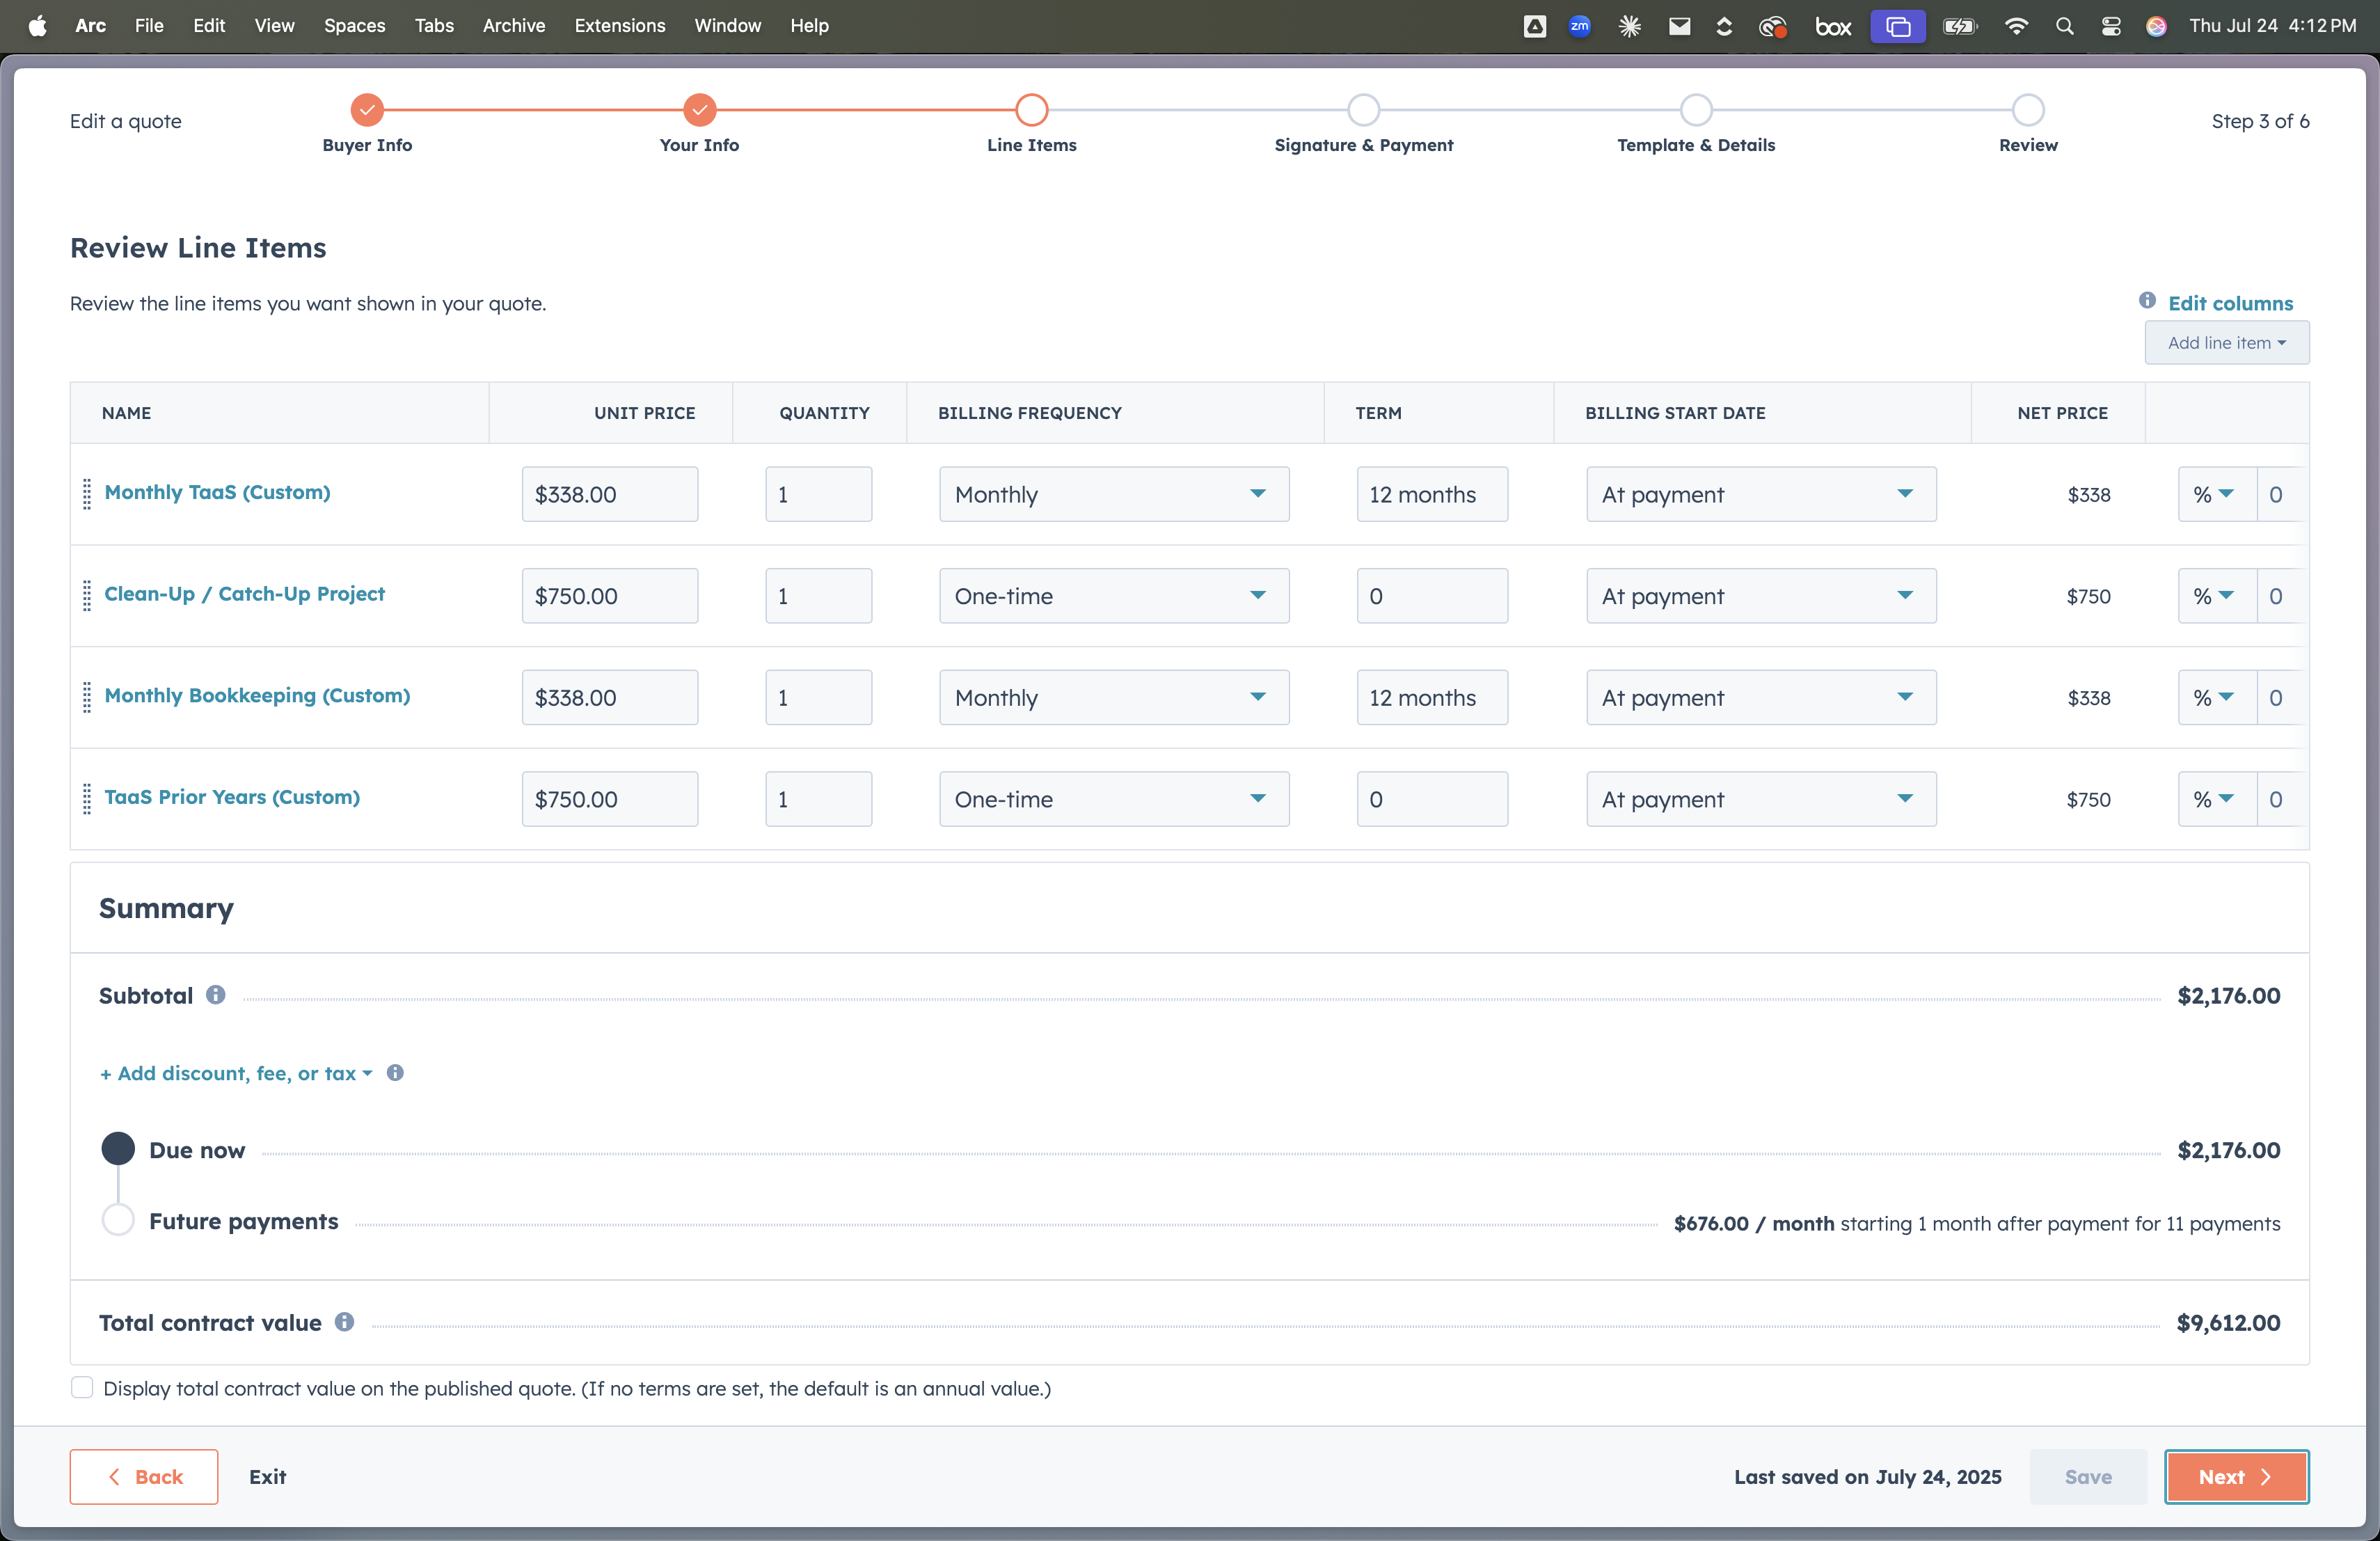 Arc File Edit View Spaces Tabs Archive Extensions Window Help zm box Thu Jul 24 4:12 PM
Edit a quote
Buyer Info
Your Info
Line Items
Signature & Payment
Template & Details
Review
Step 3 of 6
Review Line Items
Review the line items you want shown in your quote.
Edit columns
Add line item
NAME UNIT PRICE QUANTITY BILLING FREQUENCY TERM BILLING START DATE NET PRICE
Monthly TaaS (Custom) $338.00 1 Monthly 12 months At payment $338 % 0
Clean-Up / Catch-Up Project $750.00 1 One-time 0 At payment $750 % 0
Monthly Bookkeeping (Custom) $338.00 1 Monthly 12 months At payment $338 % 0
TaaS Prior Years (Custom) $750.00 1 One-time 0 At payment $750 % 0
Summary
Subtotal $2,176.00
+ Add discount, fee, or tax
Due now $2,176.00
Future payments $676.00 / month starting 1 month after payment for 11 payments
Total contract value $9,612.00
Display total contract value on the published quote. (If no terms are set, the default is an annual value.)
Back Exit Last saved on July 24, 2025 Save Next